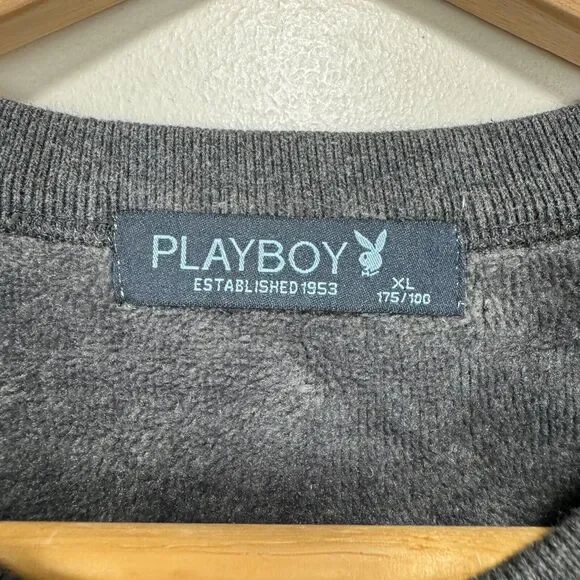 PLAYBOY
ESTABLISHED 1953
XL
175/100